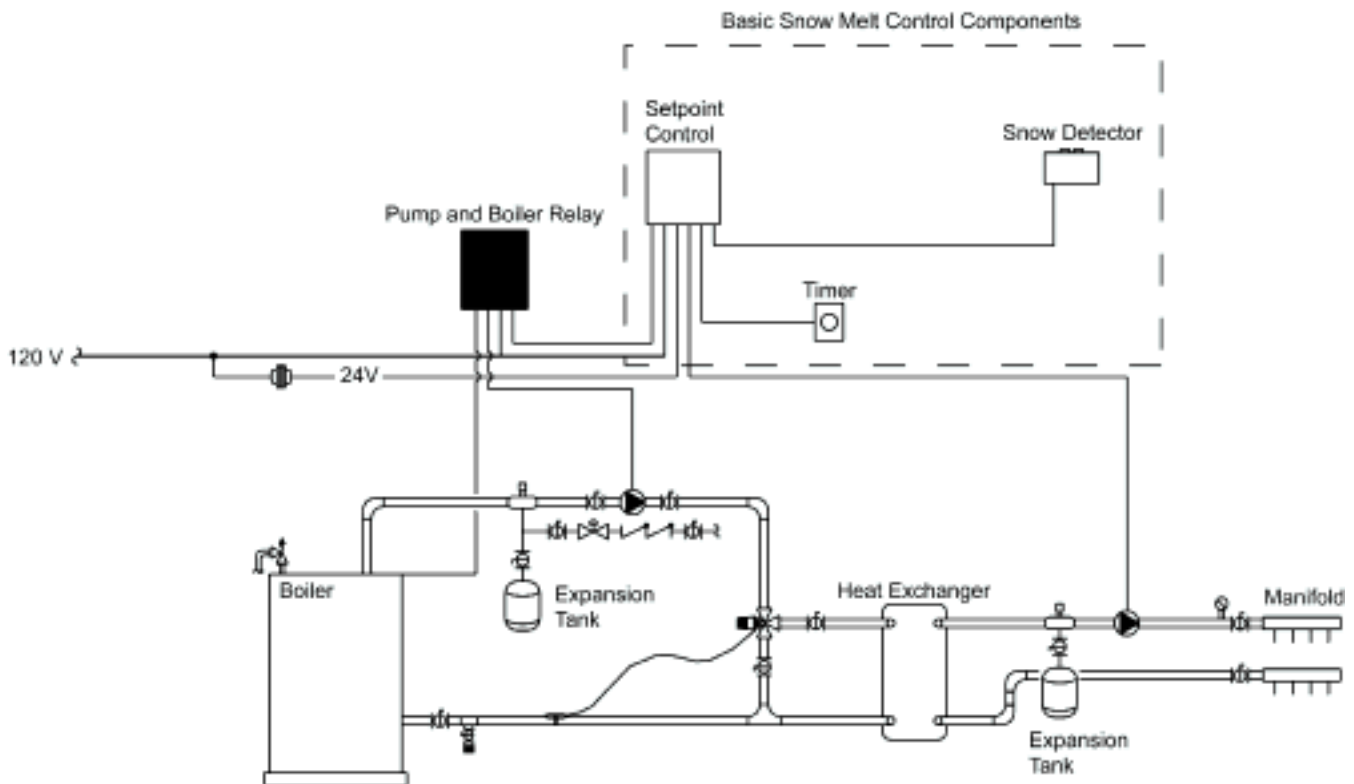 Basic Snow Melt Control Components
Setpoint
Control
Snow Detector
Pump and Boiler Relay
Timer
120 V
24V
Boiler
Expansion
Tank
Heat Exchanger
Manifold
Expansion
Tank